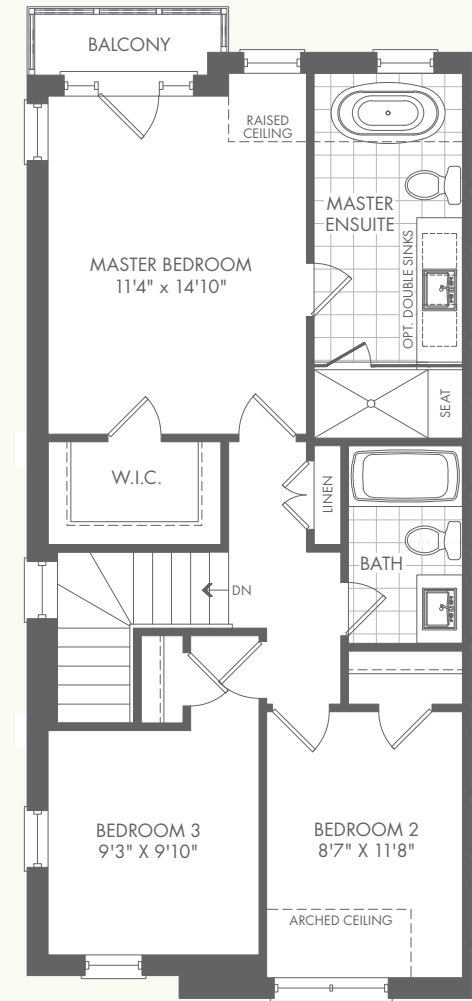 BALCONY
RAISED
CEILING
MASTER
ENSUITE
MASTER BEDROOM
11'4" x 14'10"
OPT. DOUBLE SINKS
SEAT
W.I.C.
LINEN
BATH
DN
BEDROOM 3
9'3" X 9'10"
BEDROOM 2
8'7" X 11'8"
ARCHED CEILING